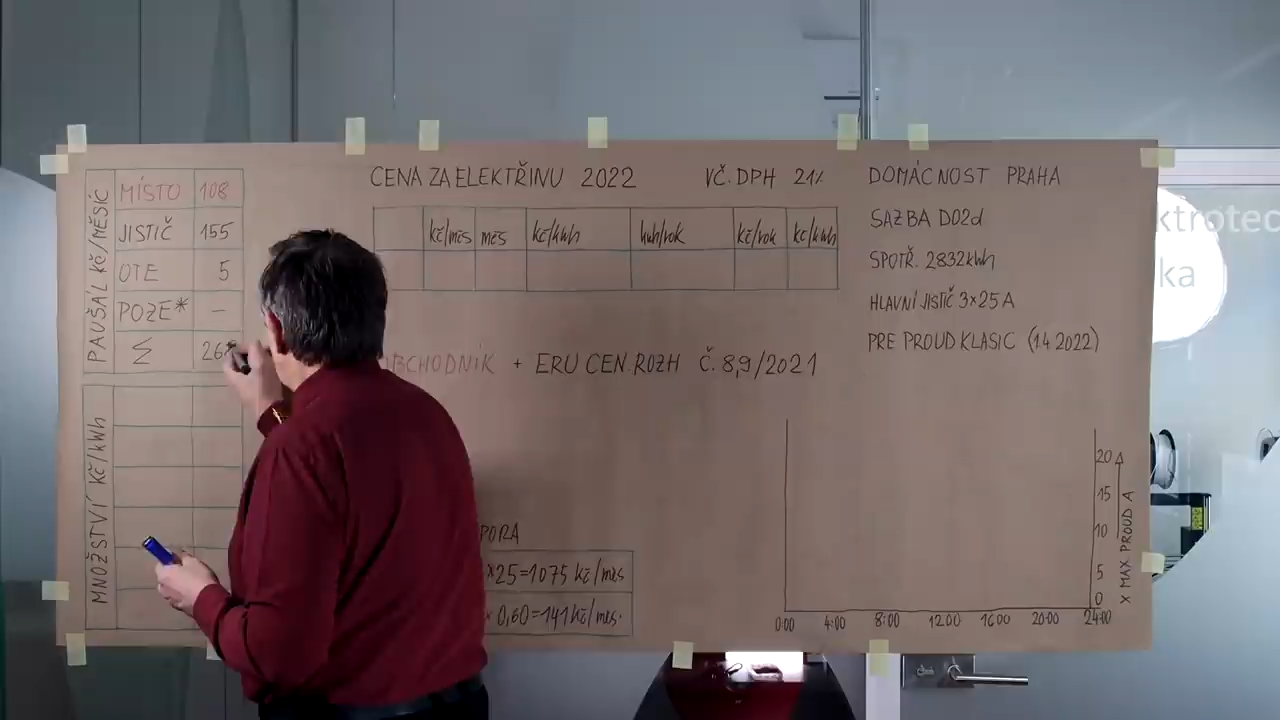 CENA ZA ELEKTŘINU 2022 VČ. DPH 21%
DOMÁCNOST PRAHA
SAZBA D02d
SPOTŘ. 2832kWh
HLAVNÍ JISTIČ 3×25A
PRE PROUD KLASIC (1.4 2022)
PAUŠÁL Kč/MĚSÍC
MÍSTO 108
JISTIČ 155
OTE 5
POZE* –
Σ
Kč/měs měs Kč/kWh kWh/rok Kč/rok Kč/kWh
OBCHODNÍK + ERU CEN ROZH Č. 8,9/2021
MNOŽSTVÍ Kč/kWh
×25=1075 Kč/měs
× 0,60=141Kč/měs.
20
15
10
5
0
X MAX PROUD A
0:00 4:00 8:00 12:00 16:00 20:00 24:00